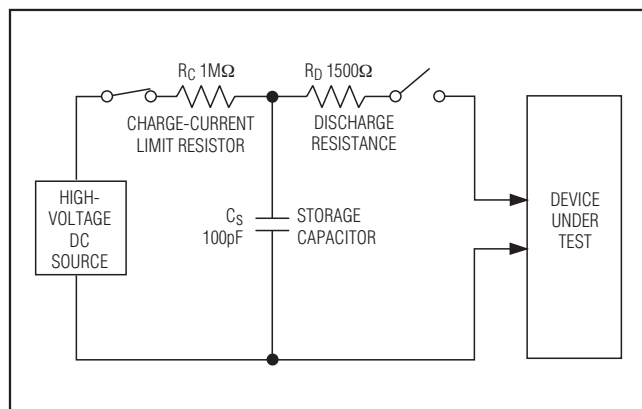 RC 1MΩ
CHARGE-CURRENT
LIMIT RESISTOR
RD 1500Ω
DISCHARGE
RESISTANCE
HIGH-
VOLTAGE
DC
SOURCE
CS
100pF
STORAGE
CAPACITOR
DEVICE
UNDER
TEST